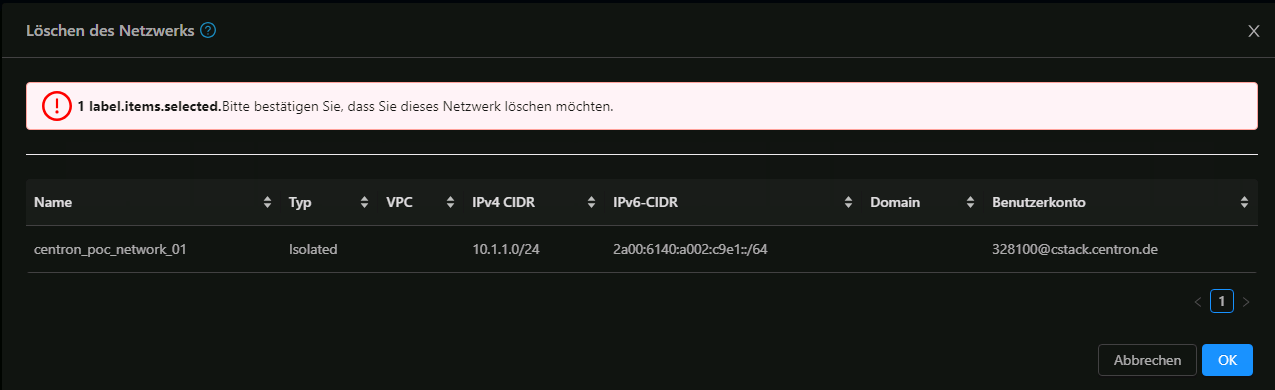 Löschen des Netzwerks
1 label.items.selected.Bitte bestätigen Sie, dass Sie dieses Netzwerk löschen möchten.
Name Typ VPC IPv4 CIDR IPv6-CIDR Domain Benutzerkonto
centron_poc_network_01 Isolated 10.1.1.0/24 2a00:6140:a002:c9e1::/64 328100@cstack.centron.de
1
Abbrechen OK